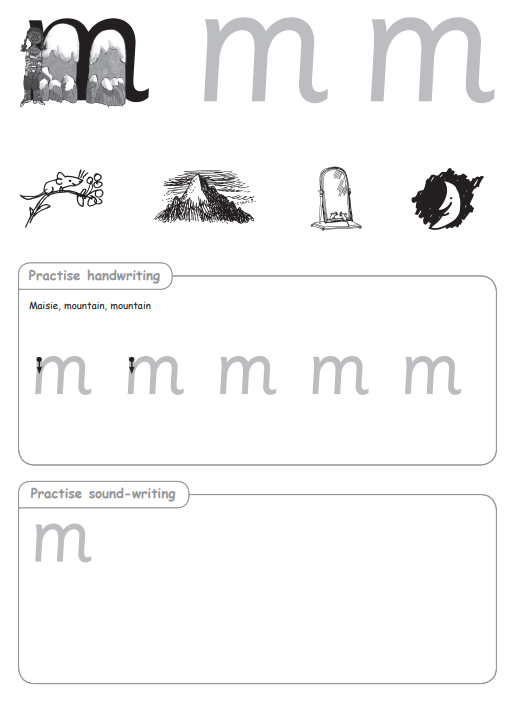 m m m
Practise handwriting
Maisie, mountain, mountain
m m m m m
Practise sound-writing
m